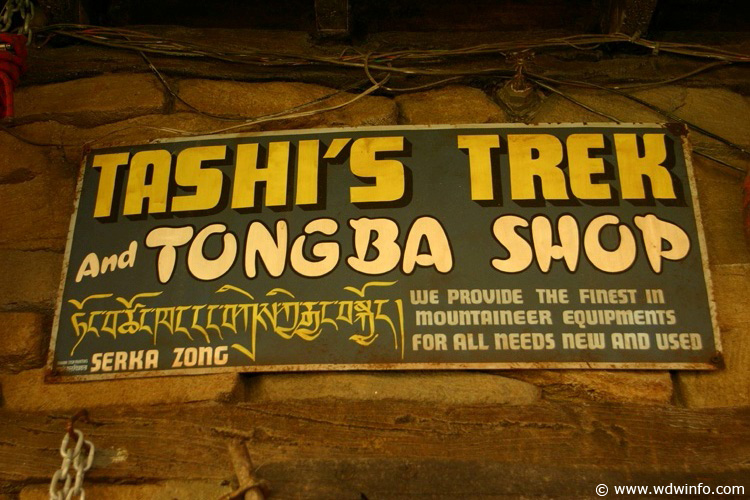 TASHI'S TREK
And TONGBA SHOP
WE PROVIDE THE FINEST IN
MOUNTAINEER EQUIPMENTS
FOR ALL NEEDS NEW AND USED
SERKA ZONG
© www.wdwinfo.com